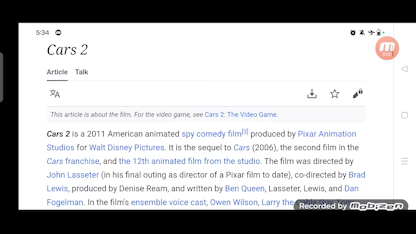 5:34
Cars 2
Article Talk
This article is about the film. For the video game, see Cars 2: The Video Game.
Cars 2 is a 2011 American animated spy comedy film[3] produced by Pixar Animation
Studios for Walt Disney Pictures. It is the sequel to Cars (2006), the second film in the
Cars franchise, and the 12th animated film from the studio. The film was directed by
John Lasseter (in his final outing as director of a Pixar film to date), co-directed by Brad
Lewis, produced by Denise Ream, and written by Ben Queen, Lasseter, Lewis, and Dan
Fogelman. In the film's ensemble voice cast, Owen Wilson, Larry the
Recorded by Mobizen